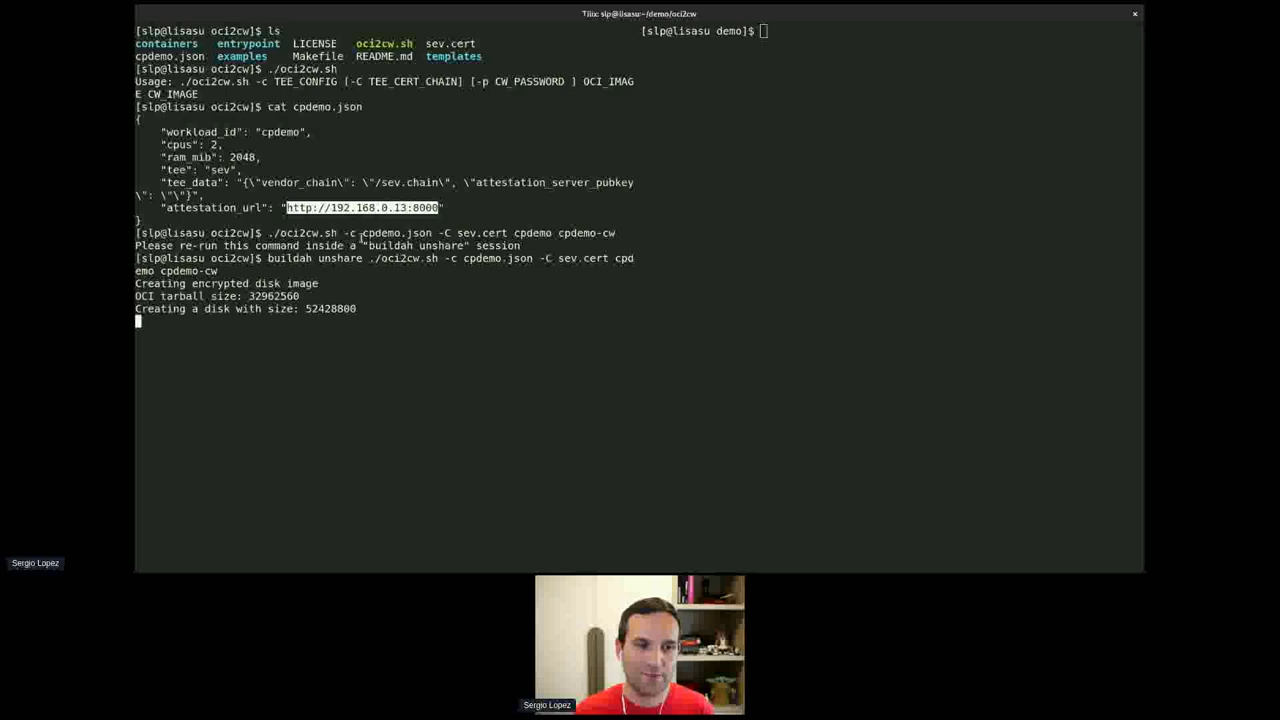 Tilix: slp@lisasu:~/demo/oci2cw
[slp@lisasu oci2cw]$ ls
containers entrypoint LICENSE oci2cw.sh sev.cert
cpdemo.json examples Makefile README.md templates
[slp@lisasu oci2cw]$ ./oci2cw.sh
Usage: ./oci2cw.sh -c TEE_CONFIG [-C TEE_CERT_CHAIN] [-p CW_PASSWORD ] OCI_IMAG
E CW_IMAGE
[slp@lisasu oci2cw]$ cat cpdemo.json
{
"workload_id": "cpdemo",
"cpus": 2,
"ram_mib": 2048,
"tee": "sev",
"tee_data": "{\"vendor_chain\": \"/sev.chain\", \"attestation_server_pubkey
\": \"\"}",
"attestation_url": "http://192.168.0.13:8000"
}
[slp@lisasu oci2cw]$ ./oci2cw.sh -c cpdemo.json -C sev.cert cpdemo cpdemo-cw
Please re-run this command inside a "buildah unshare" session
[slp@lisasu oci2cw]$ buildah unshare ./oci2cw.sh -c cpdemo.json -C sev.cert cpd
emo cpdemo-cw
Creating encrypted disk image
OCI tarball size: 32962560
Creating a disk with size: 52428800
[slp@lisasu demo]$
Sergio Lopez
Sergio Lopez